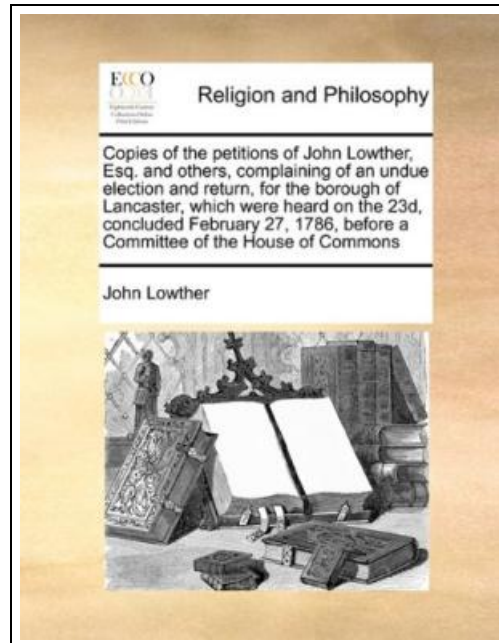 ECCO
Religion and Philosophy
Copies of the petitions of John Lowther,
Esq. and others, complaining of an undue
election and return, for the borough of
Lancaster, which were heard on the 23d,
concluded February 27, 1786, before a
Committee of the House of Commons
John Lowther